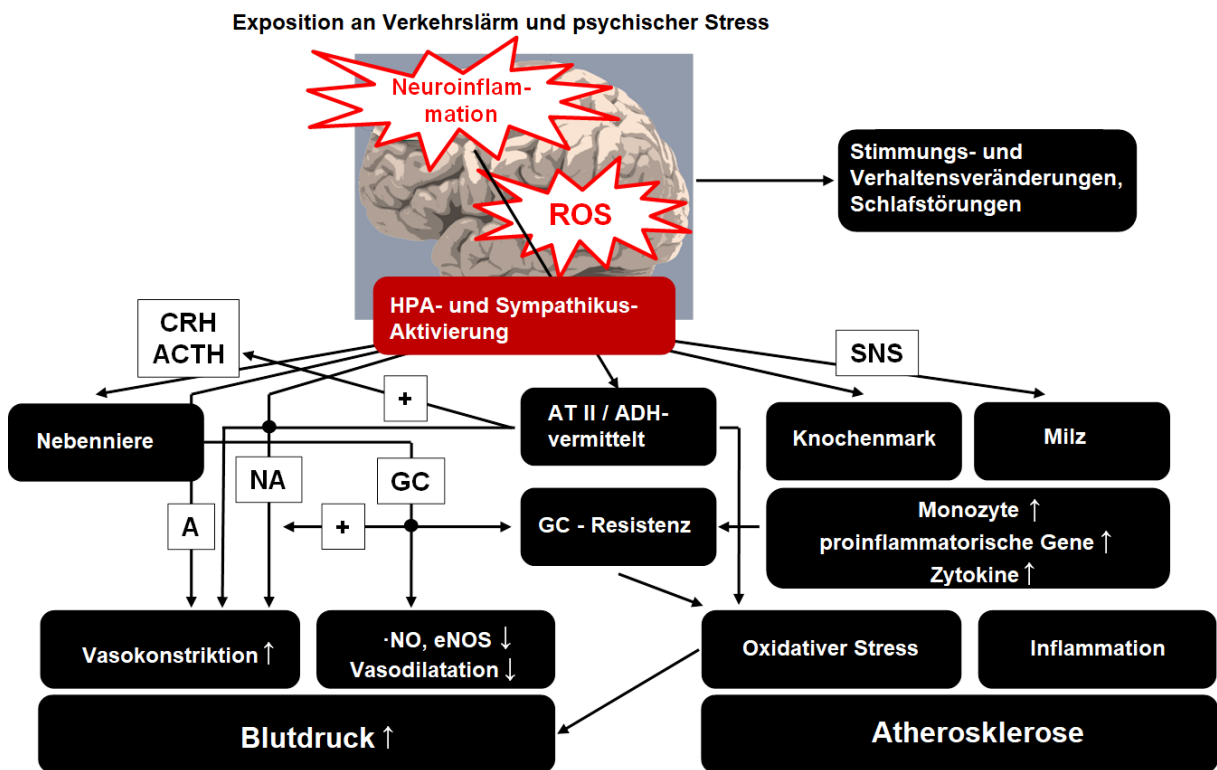 Exposition an Verkehrslärm und psychischer Stress
Neuroinflam-
mation
ROS
Stimmungs- und
Verhaltensveränderungen,
Schlafstörungen
HPA- und Sympathikus-
Aktivierung
CRH
ACTH
SNS
+
Nebenniere
AT II / ADH-
vermittelt
Knochenmark
Milz
NA
GC
A
+
GC - Resistenz
Monozyte ↑
proinflammatorische Gene ↑
Zytokine ↑
Vasokonstriktion ↑
·NO, eNOS ↓
Vasodilatation ↓
Oxidativer Stress
Inflammation
Blutdruck ↑
Atherosklerose